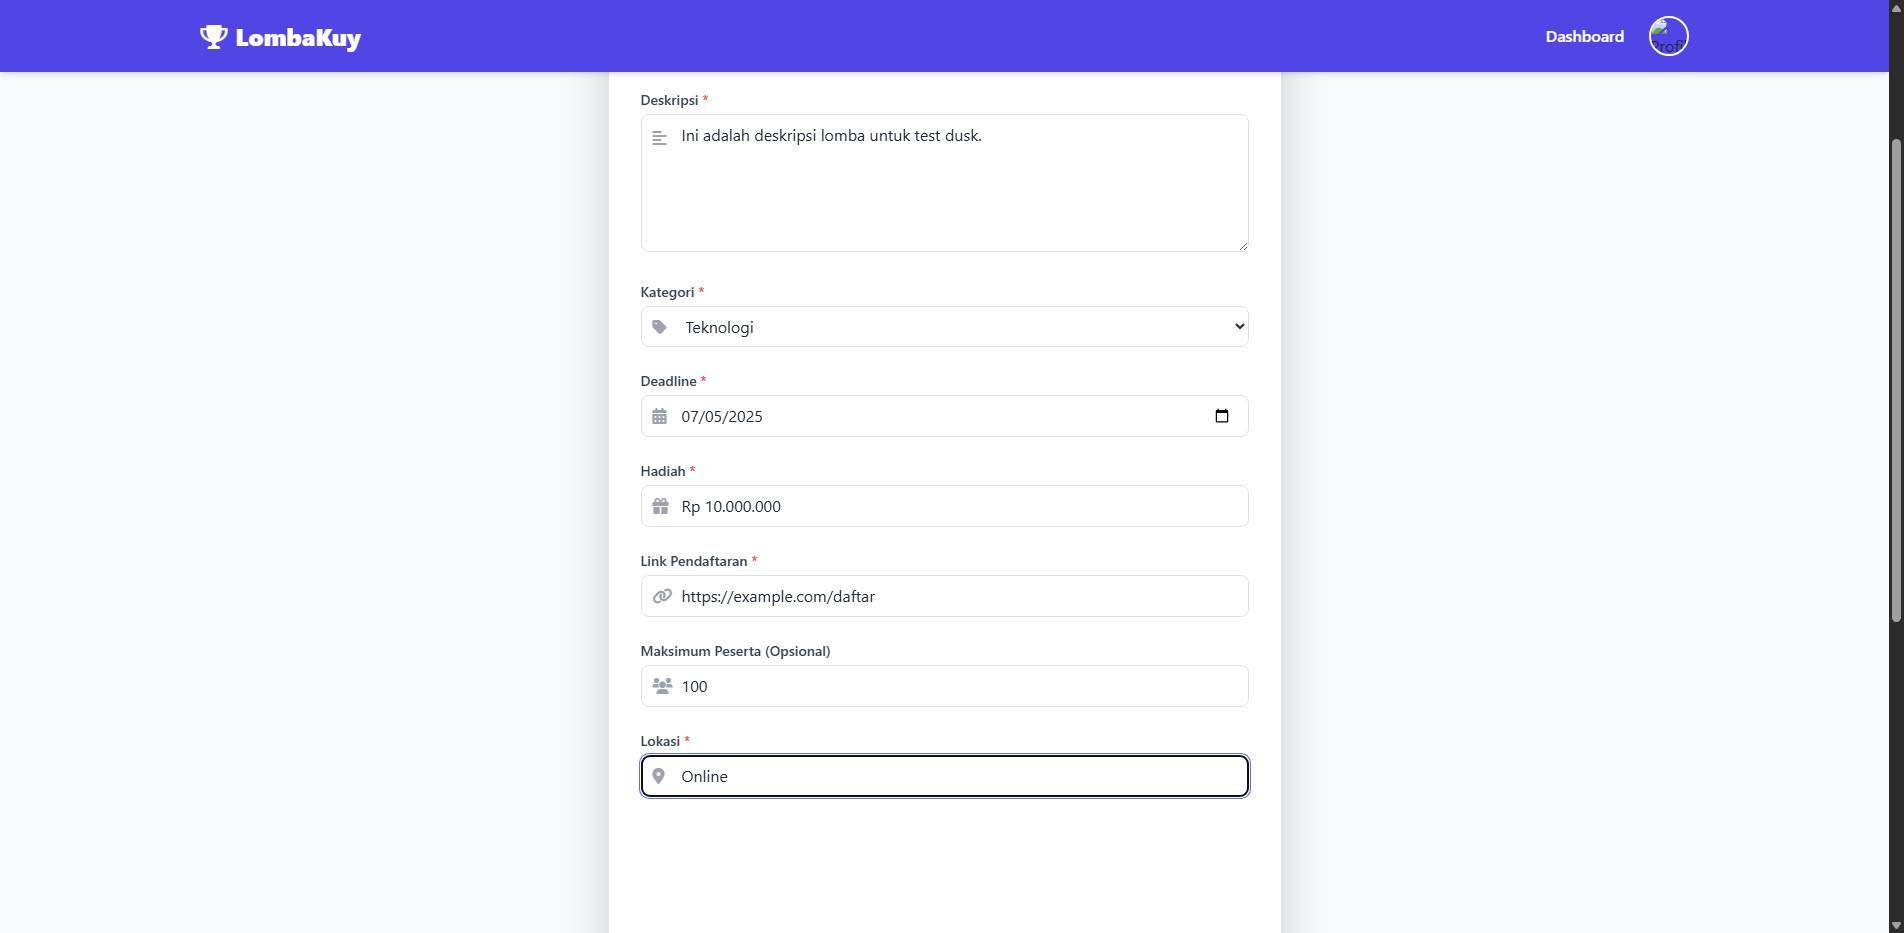 LombaKuy
Dashboard
Profi
Deskripsi *
Ini adalah deskripsi lomba untuk test dusk.
Kategori *
Teknologi
Deadline *
07/05/2025
Hadiah *
Rp 10.000.000
Link Pendaftaran *
https://example.com/daftar
Maksimum Peserta (Opsional)
100
Lokasi *
Online